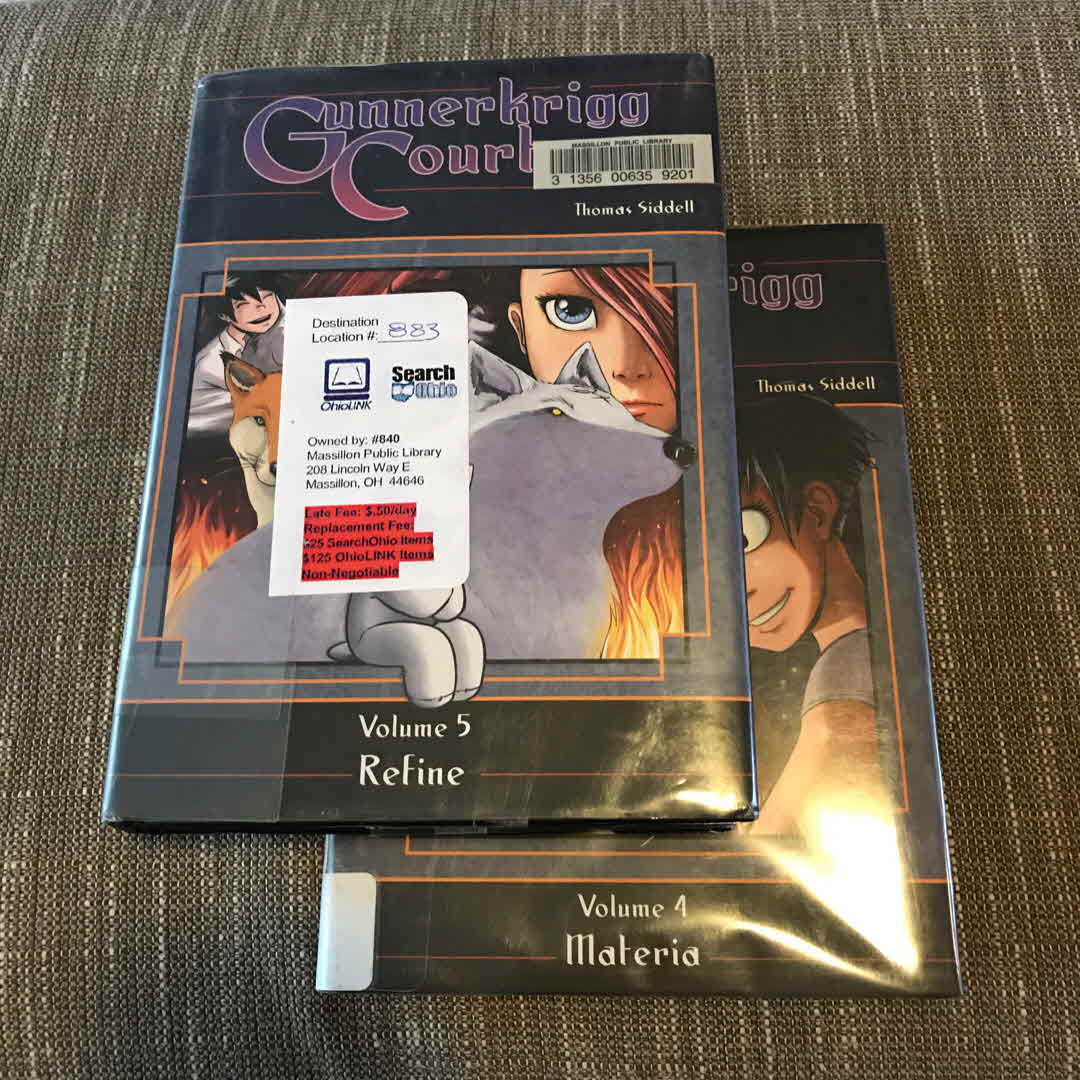 Gunnerkrigg
Court
MASSILLON PUBLIC LIBRARY
3 1356 00635 9201
Thomas Siddell
Destination
Location #: 883
OhioLINK
Search
Ohio
Owned by: #840
Massillon Public Library
208 Lincoln Way E
Massillon, OH 44646
Late Fee: $.50/day
Replacement Fee:
$25 SearchOhio Items
$125 OhioLINK Items
Non-Negotiable
Volume 5
Refine
rigg
Thomas Siddell
Volume 4
Materia